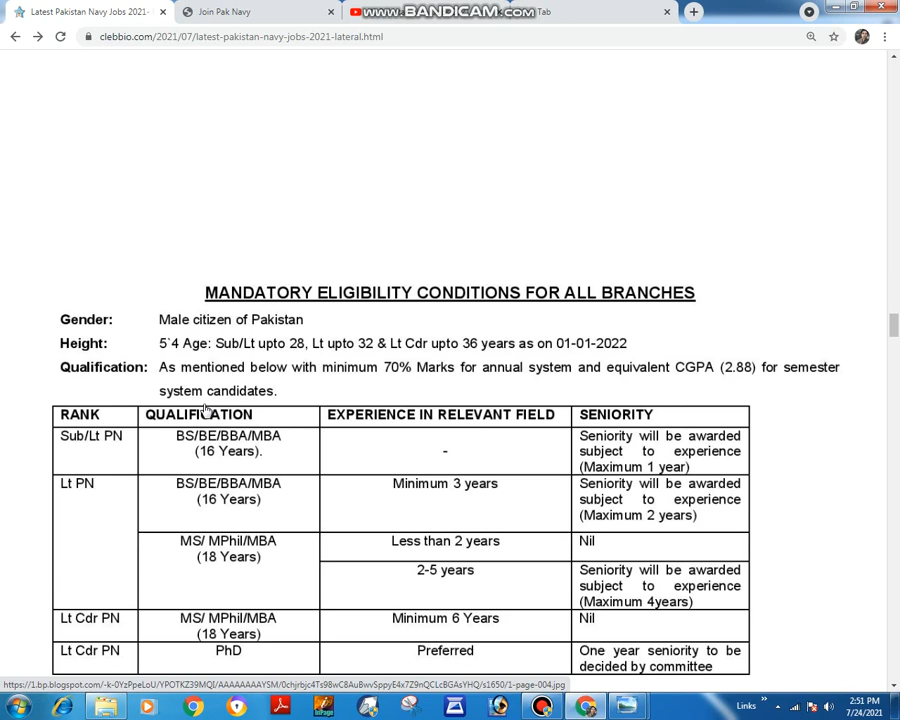 Latest Pakistan Navy Jobs 2021-
Join Pak Navy
www.BANDICAM.com
Tab
clebbio.com/2021/07/latest-pakistan-navy-jobs-2021-lateral.html
MANDATORY ELIGIBILITY CONDITIONS FOR ALL BRANCHES
Gender: Male citizen of Pakistan
Height: 5`4 Age: Sub/Lt upto 28, Lt upto 32 & Lt Cdr upto 36 years as on 01-01-2022
Qualification: As mentioned below with minimum 70% Marks for annual system and equivalent CGPA (2.88) for semester
system candidates.
RANK QUALIFICATION EXPERIENCE IN RELEVANT FIELD SENIORITY
Sub/Lt PN BS/BE/BBA/MBA
(16 Years).
-
Seniority will be awarded
subject to experience
(Maximum 1 year)
Lt PN BS/BE/BBA/MBA
(16 Years)
Minimum 3 years
Seniority will be awarded
subject to experience
(Maximum 2 years)
MS/ MPhil/MBA
(18 Years)
Less than 2 years Nil
2-5 years
Seniority will be awarded
subject to experience
(Maximum 4years)
Lt Cdr PN MS/ MPhil/MBA
(18 Years)
Minimum 6 Years Nil
Lt Cdr PN PhD Preferred One year seniority to be
decided by committee
Links
2:51 PM
7/24/2021